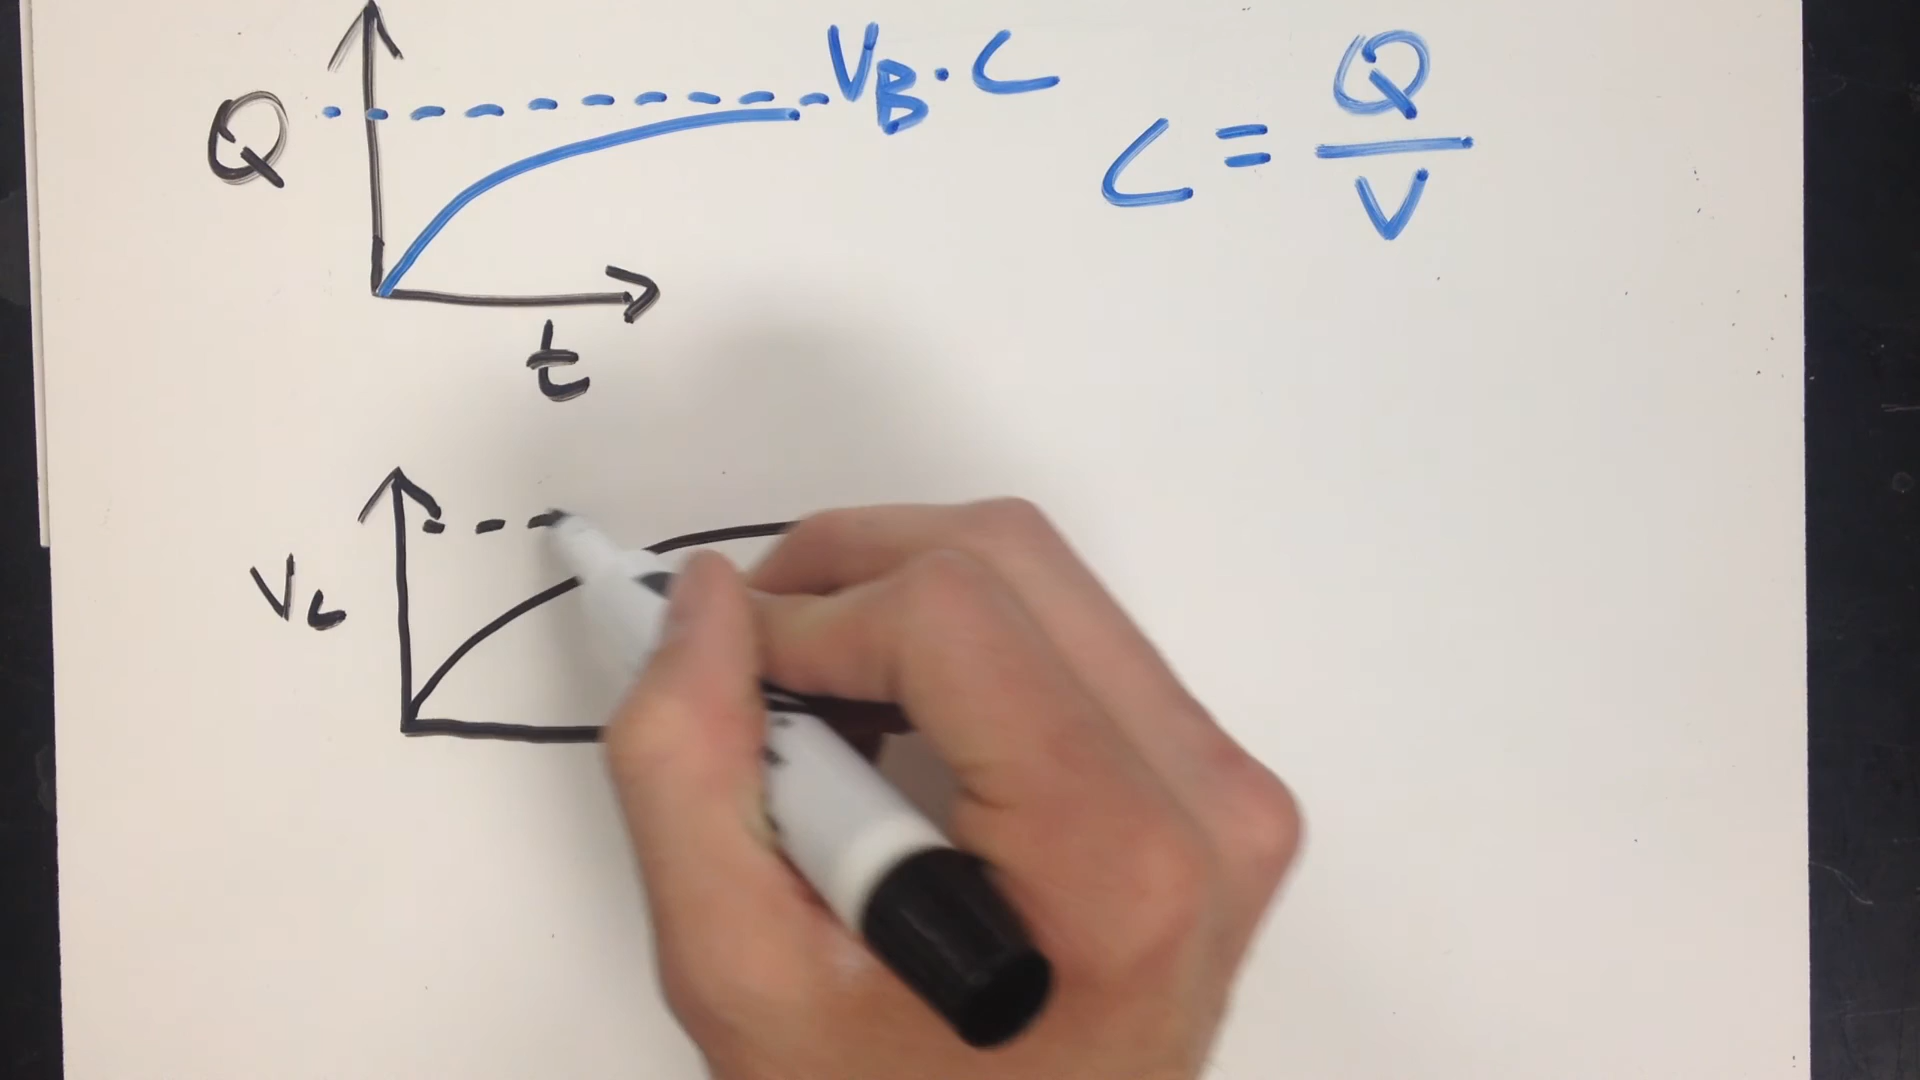 Q
V_B · C
C = Q/V
t
V_C